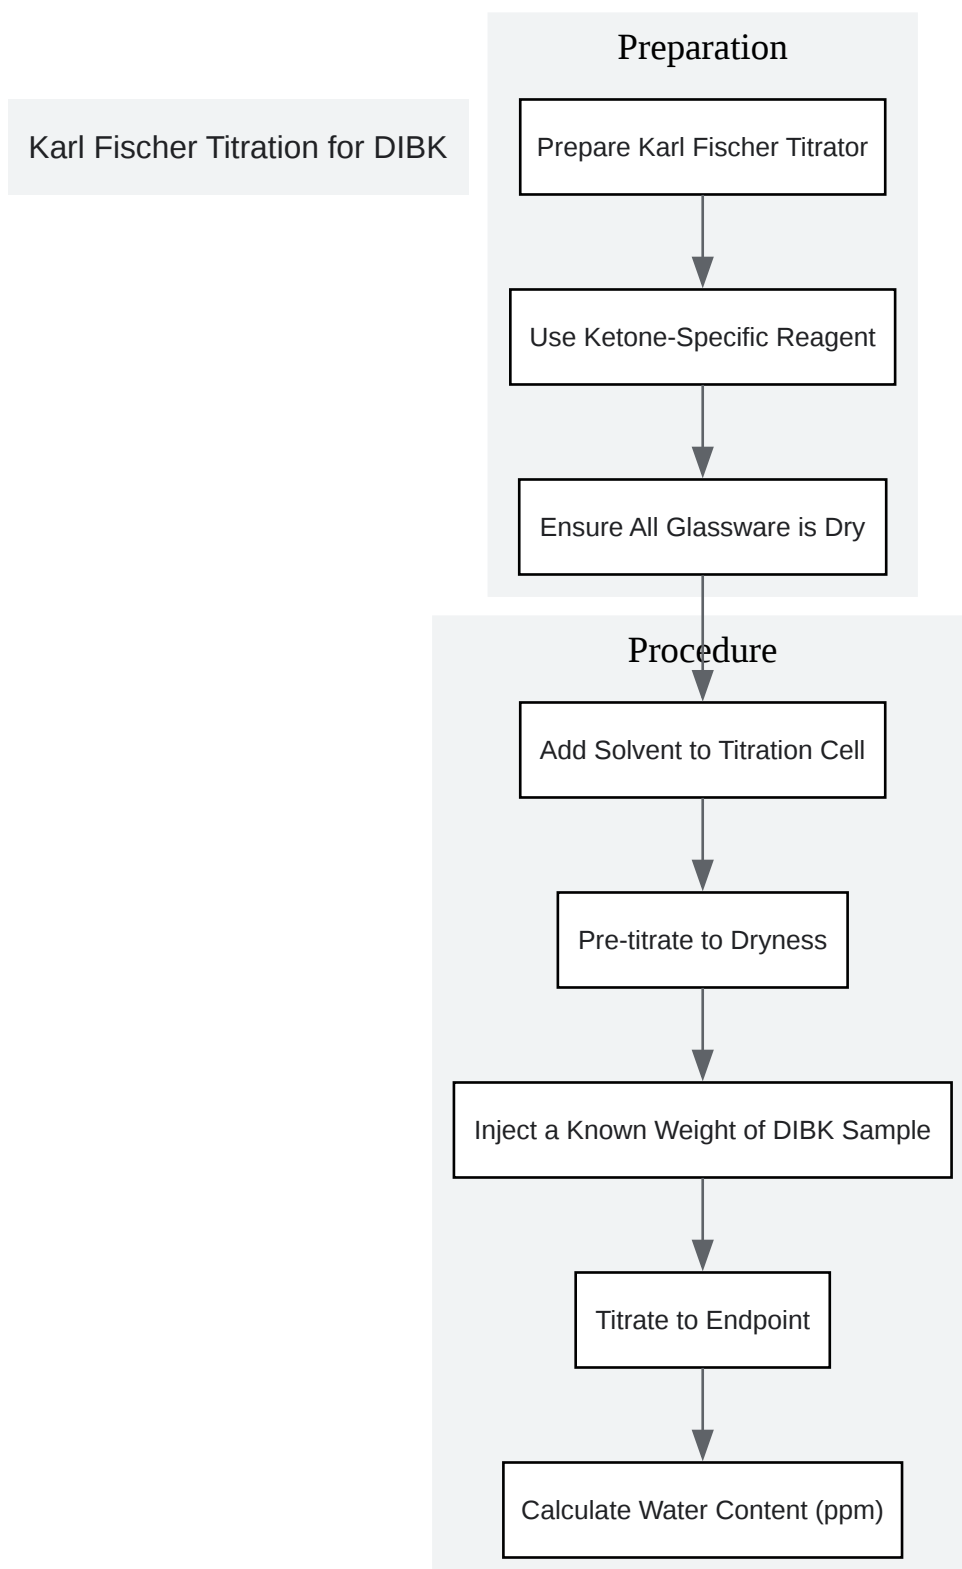 Preparation
Karl Fischer Titration for DIBK
Prepare Karl Fischer Titrator
Use Ketone-Specific Reagent
Ensure All Glassware is Dry
Procedure
Add Solvent to Titration Cell
Pre-titrate to Dryness
Inject a Known Weight of DIBK Sample
Titrate to Endpoint
Calculate Water Content (ppm)